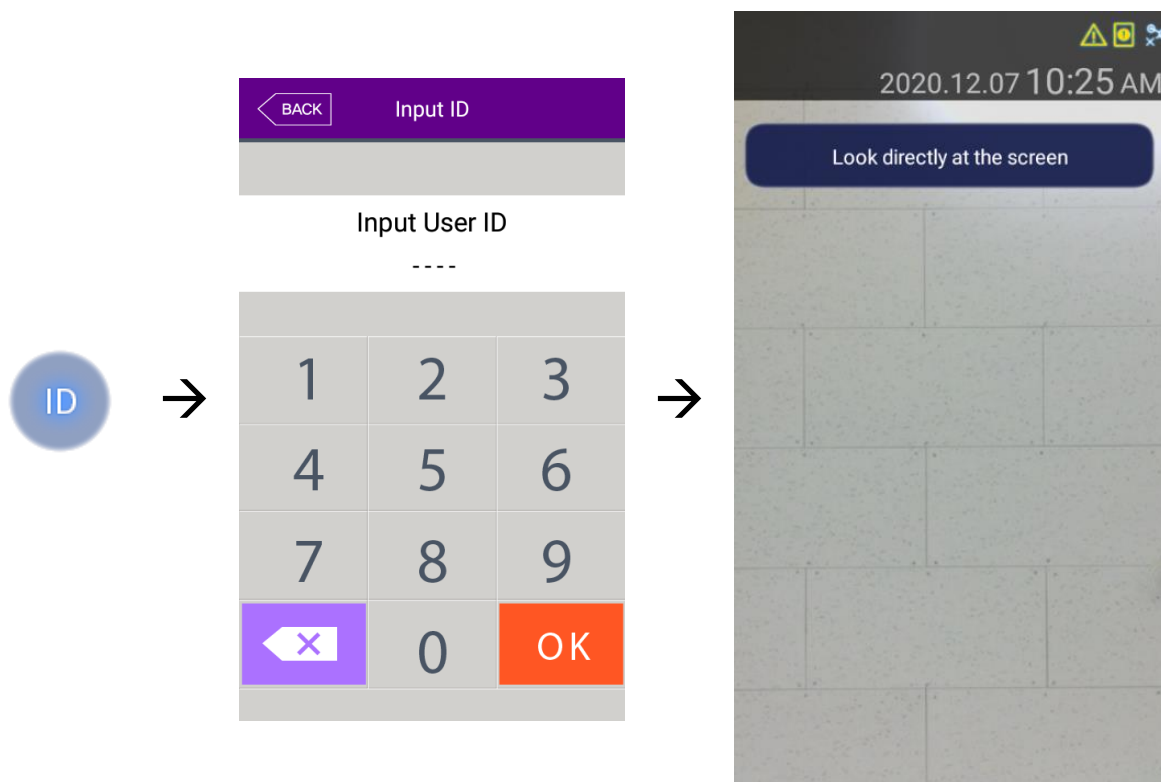 ID
BACK Input ID
Input User ID
----
1 2 3
4 5 6
7 8 9
0 OK
2020.12.07 10:25 AM
Look directly at the screen